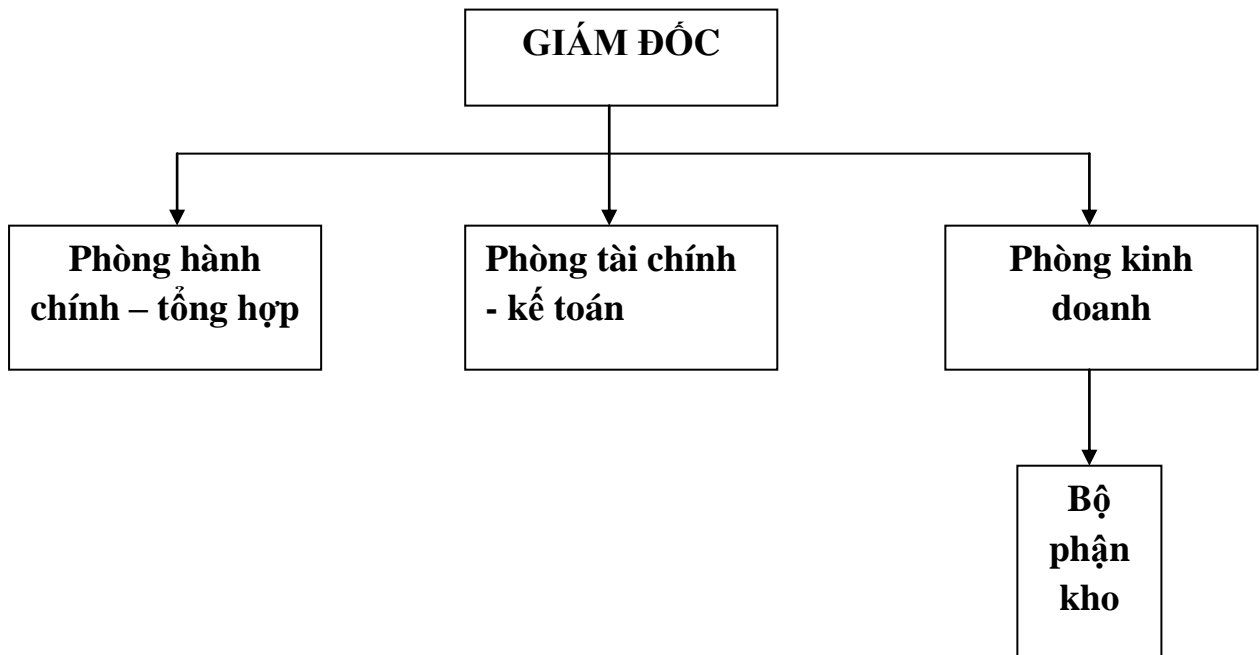 GIÁM ĐỐC
Phòng hành
chính – tổng hợp
Phòng tài chính
- kế toán
Phòng kinh
doanh
Bộ
phận
kho